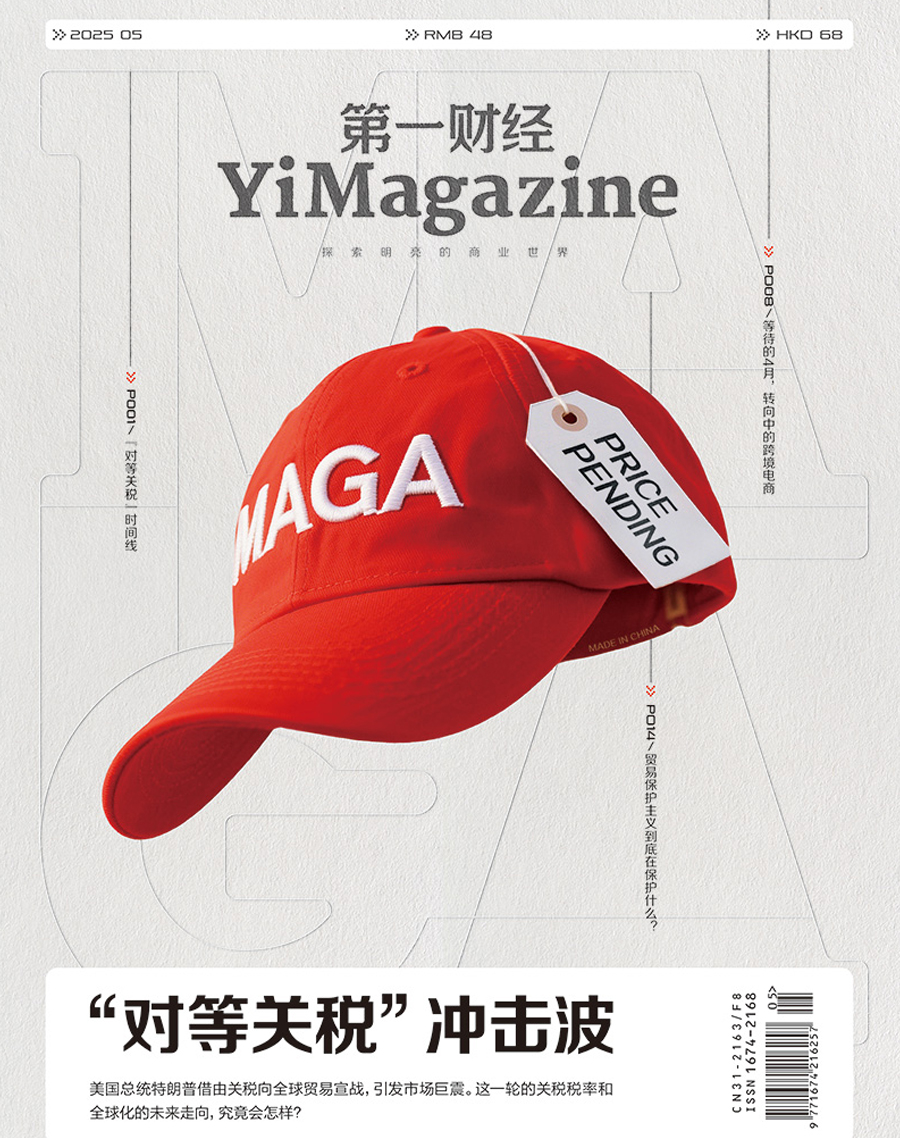 2025 05
RMB 48
HKD 68
第一财经
YiMagazine
探索明亮的商业世界
P008/等待的4月，转向中的跨境电商
P001/「对等关税」时间线
MAGA
PRICE
PENDING
MADE IN CHINA
P014/贸易保护主义到底在保护什么？
“对等关税”冲击波
美国总统特朗普借由关税向全球贸易宣战，引发市场巨震。这一轮的关税税率和
全球化的未来走向，究竟会怎样？
CN31-2163/F8
ISSN 1674-2168
05>
9 771674 216257